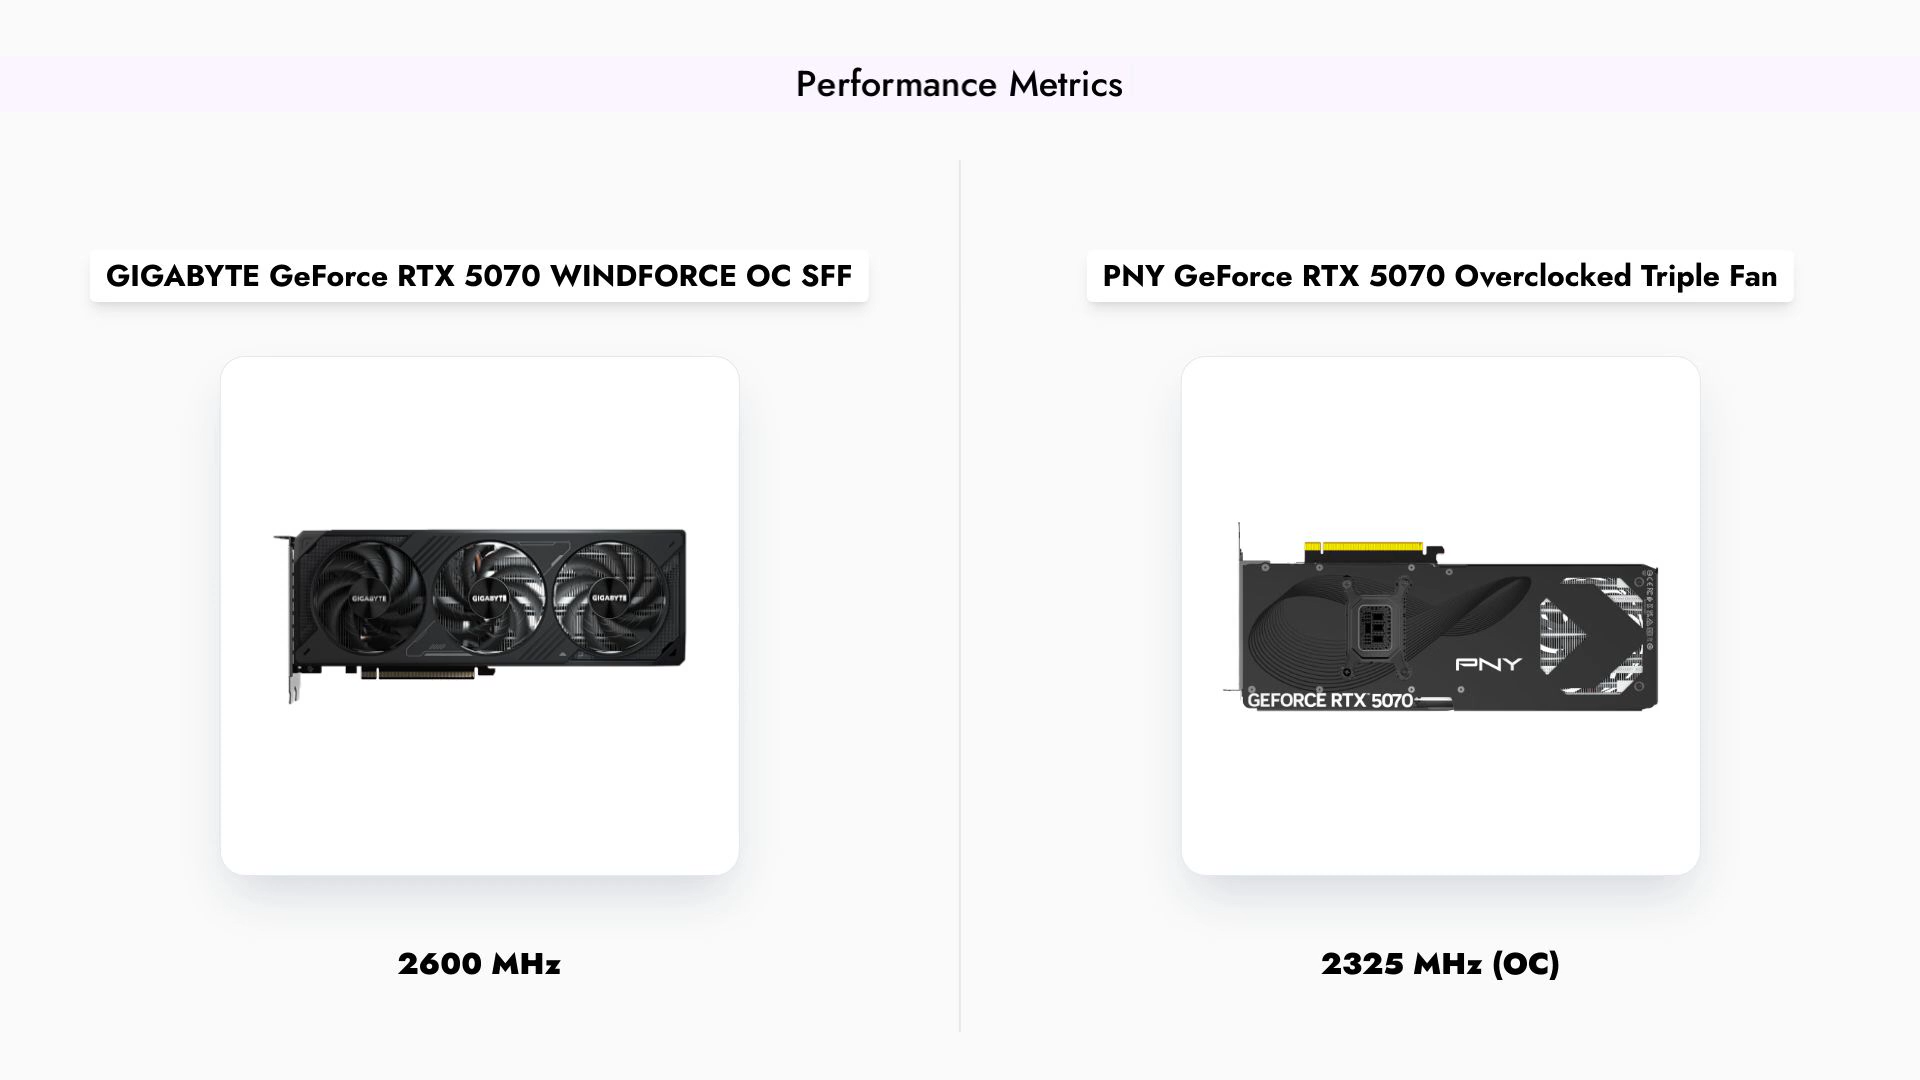 Performance Metrics
GIGABYTE GeForce RTX 5070 WINDFORCE OC SFF
PNY GeForce RTX 5070 Overclocked Triple Fan
GIGABYTE
GIGABYTE
GIGABYTE
PNY
GEFORCE RTX 5070
2600 MHz
2325 MHz (OC)